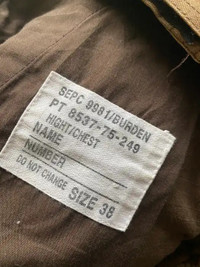 SEPC 9981/BURDEN
PT 8537-75-249
HIGHT/CHEST
NAME
NUMBER
DO NOT CHANGE SIZE 38